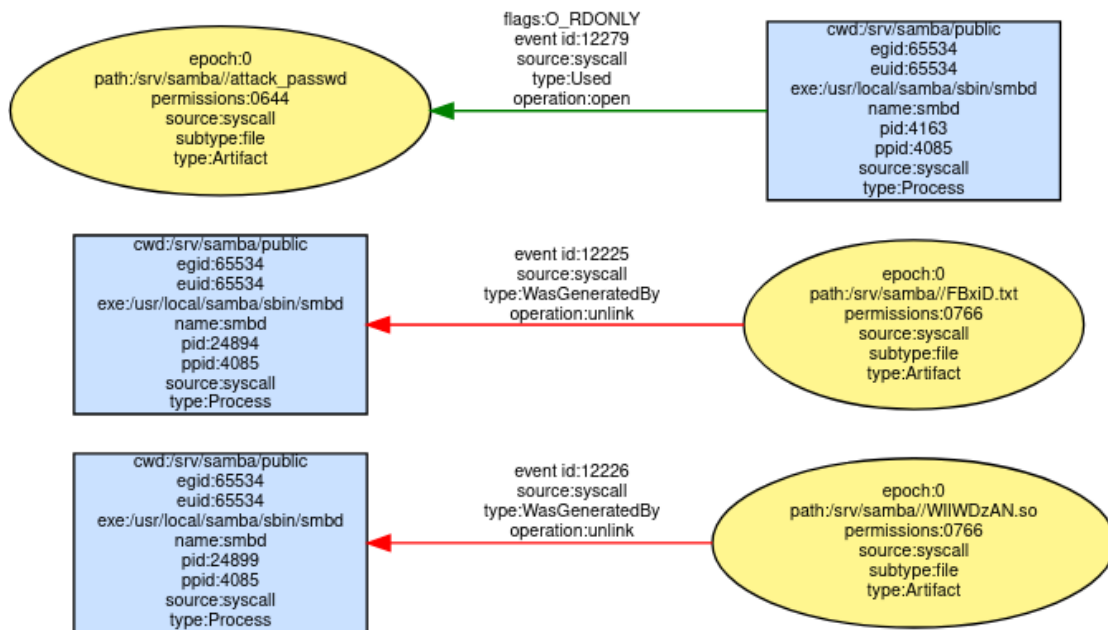 epoch:0
path:/srv/samba//attack_passwd
permissions:0644
source:syscall
subtype:file
type:Artifact
flags:O_RDONLY
event id:12279
source:syscall
type:Used
operation:open
cwd:/srv/samba/public
egid:65534
euid:65534
exe:/usr/local/samba/sbin/smbd
name:smbd
pid:4163
ppid:4085
source:syscall
type:Process
cwd:/srv/samba/public
egid:65534
euid:65534
exe:/usr/local/samba/sbin/smbd
name:smbd
pid:24894
ppid:4085
source:syscall
type:Process
event id:12225
source:syscall
type:WasGeneratedBy
operation:unlink
epoch:0
path:/srv/samba//FBxiD.txt
permissions:0766
source:syscall
subtype:file
type:Artifact
cwd:/srv/samba/public
egid:65534
euid:65534
exe:/usr/local/samba/sbin/smbd
name:smbd
pid:24899
ppid:4085
source:syscall
type:Process
event id:12226
source:syscall
type:WasGeneratedBy
operation:unlink
epoch:0
path:/srv/samba//WIIWDzAN.so
permissions:0766
source:syscall
subtype:file
type:Artifact